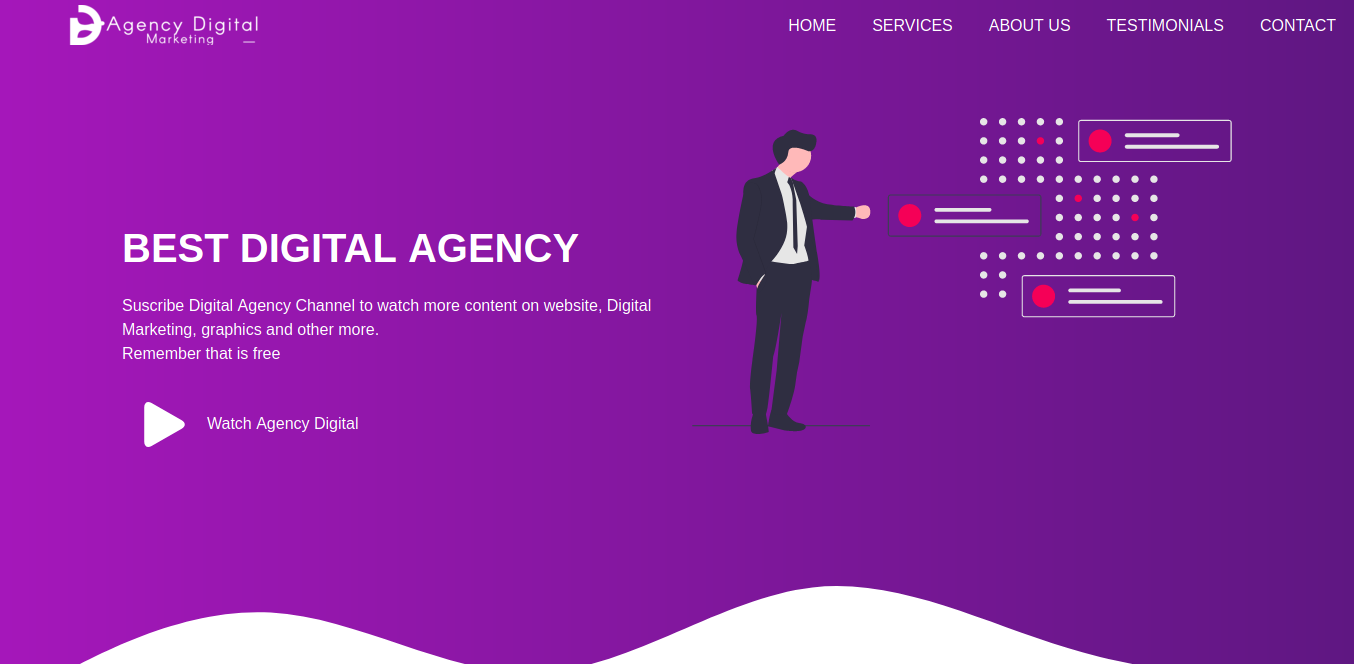 Agency Digital
Marketing
HOME SERVICES ABOUT US TESTIMONIALS CONTACT
BEST DIGITAL AGENCY
Suscribe Digital Agency Channel to watch more content on website, Digital
Marketing, graphics and other more.
Remember that is free
Watch Agency Digital